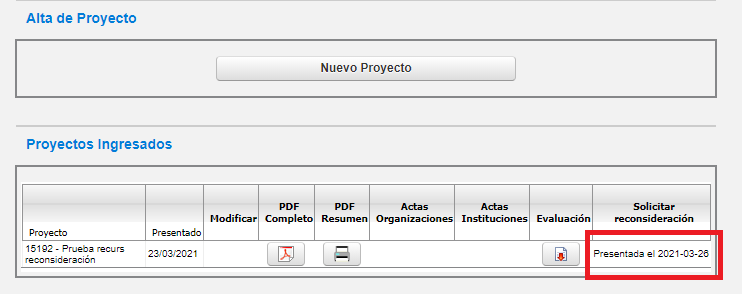 Alta de Proyecto
Nuevo Proyecto
Proyectos Ingresados
Proyecto Presentado Modificar PDF Completo PDF Resumen Actas Organizaciones Actas Instituciones Evaluación Solicitar reconsideración
15192 - Prueba recurs reconsideración 23/03/2021 Presentada el 2021-03-26